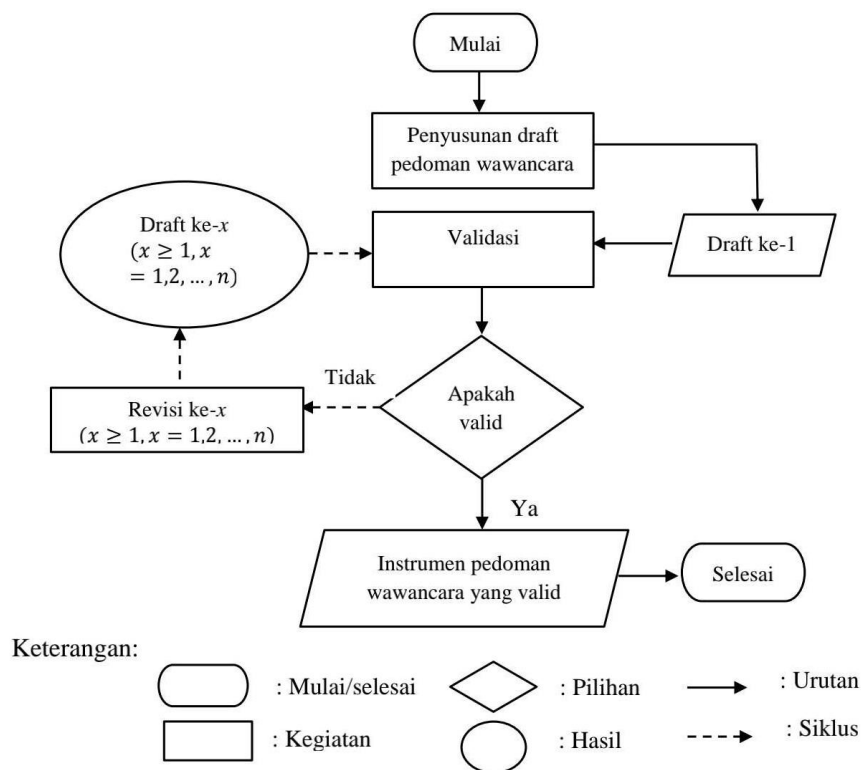 Mulai
Penyusunan draft
pedoman wawancara
Draft ke-x
(x ≥ 1, x
= 1,2, … , n)
Validasi
Draft ke-1
Tidak
Apakah
valid
Revisi ke-x
(x ≥ 1, x = 1,2, … , n)
Ya
Instrumen pedoman
wawancara yang valid
Selesai
Keterangan:
: Mulai/selesai
: Pilihan
: Urutan
: Kegiatan
: Hasil
: Siklus